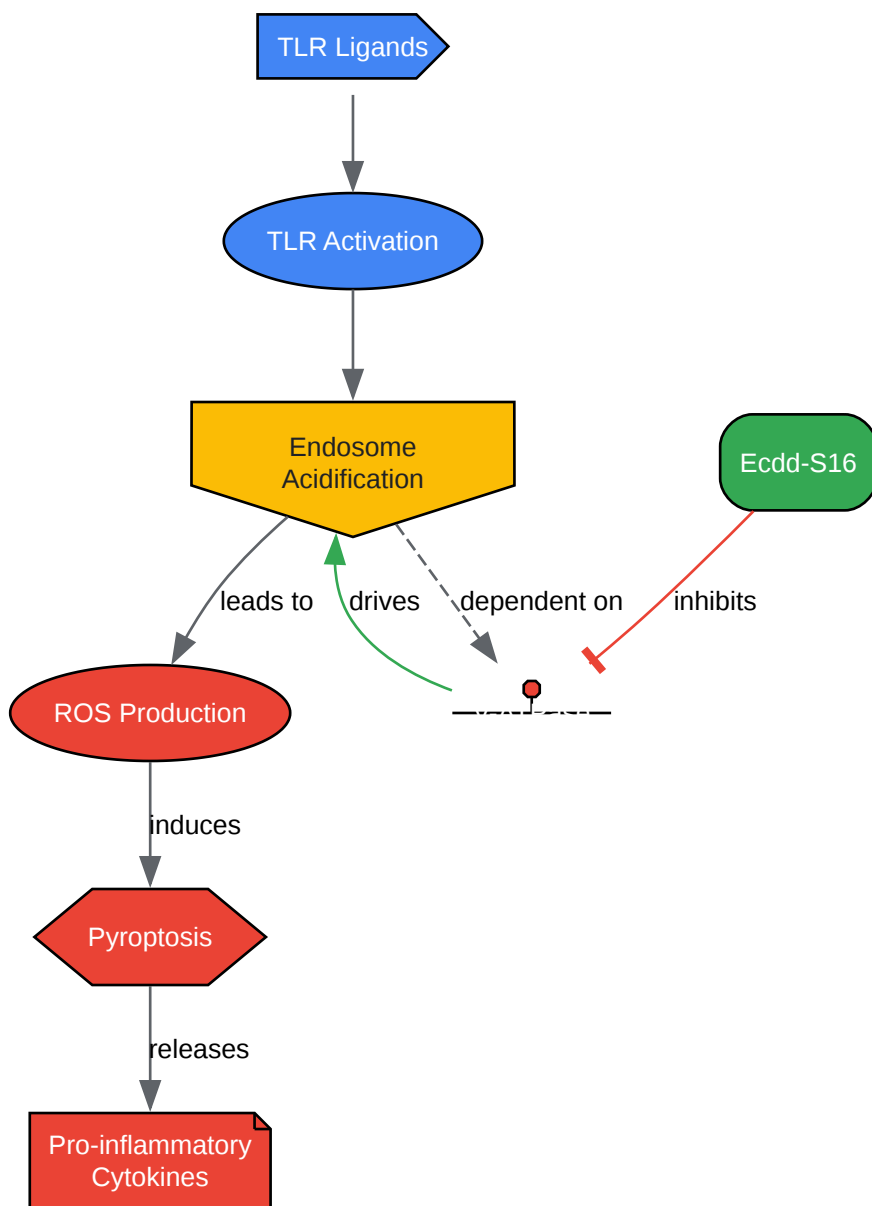 TLR Ligands
TLR Activation
Endosome
Acidification
Ecdd-S16
leads to
drives
dependent on
inhibits
ROS Production
induces
Pyroptosis
releases
Pro-inflammatory
Cytokines